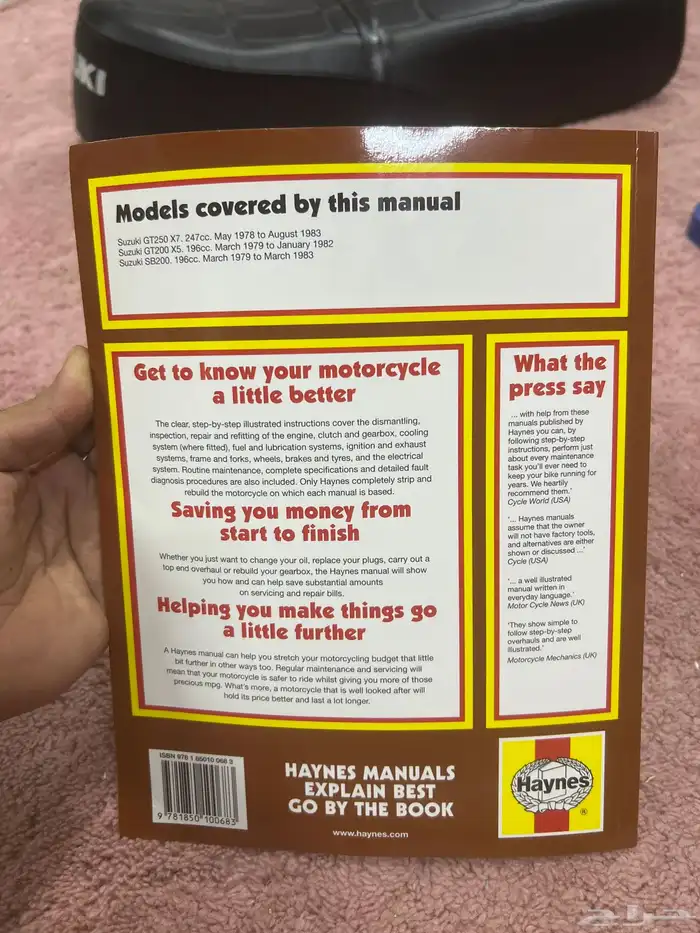 UKI
Models covered by this manual
Suzuki GT250 X7. 247cc. May 1978 to August 1983
Suzuki GT200 X5. 196cc. March 1979 to January 1982
Suzuki SB200. 196cc. March 1979 to March 1983
Get to know your motorcycle
a little better
The clear, step-by-step illustrated instructions cover the dismantling,
inspection, repair and refitting of the engine, clutch and gearbox, cooling
system (where fitted), fuel and lubrication systems, ignition and exhaust
systems, frame and forks, wheels, brakes and tyres, and the electrical
system. Routine maintenance, complete specifications and detailed fault
diagnosis procedures are also included. Only Haynes completely strip and
rebuild the motorcycle on which each manual is based.
Saving you money from
start to finish
Whether you just want to change your oil, replace your plugs, carry out a
top end overhaul or rebuild your gearbox, the Haynes manual will show
you how and can help save substantial amounts
on servicing and repair bills.
Helping you make things go
a little further
A Haynes manual can help you stretch your motorcycling budget that little
bit further in other ways too. Regular maintenance and servicing will
mean that your motorcycle is safer to ride whilst giving you more of those
precious mpg. What's more, a motorcycle that is well looked after will
hold its price better and last a lot longer.
What the
press say
... with help from these
manuals published by
Haynes you can, by
following step-by-step
instructions, perform just
about every maintenance
task you'll ever need to
keep your bike running for
years. We heartily
recommend them.'
Cycle World (USA)
'... Haynes manuals
assume that the owner
will not have factory tools,
and alternatives are either
shown or discussed ...'
Cycle (USA)
'... a well illustrated
manual written in
everyday language.'
Motor Cycle News (UK)
'They show simple to
follow step-by-step
overhauls and are well
illustrated.'
Motorcycle Mechanics (UK)
ISBN 978 1 85010 068 3
9 781850 100683
HAYNES MANUALS
EXPLAIN BEST
GO BY THE BOOK
www.haynes.com
Haynes
®
حراج